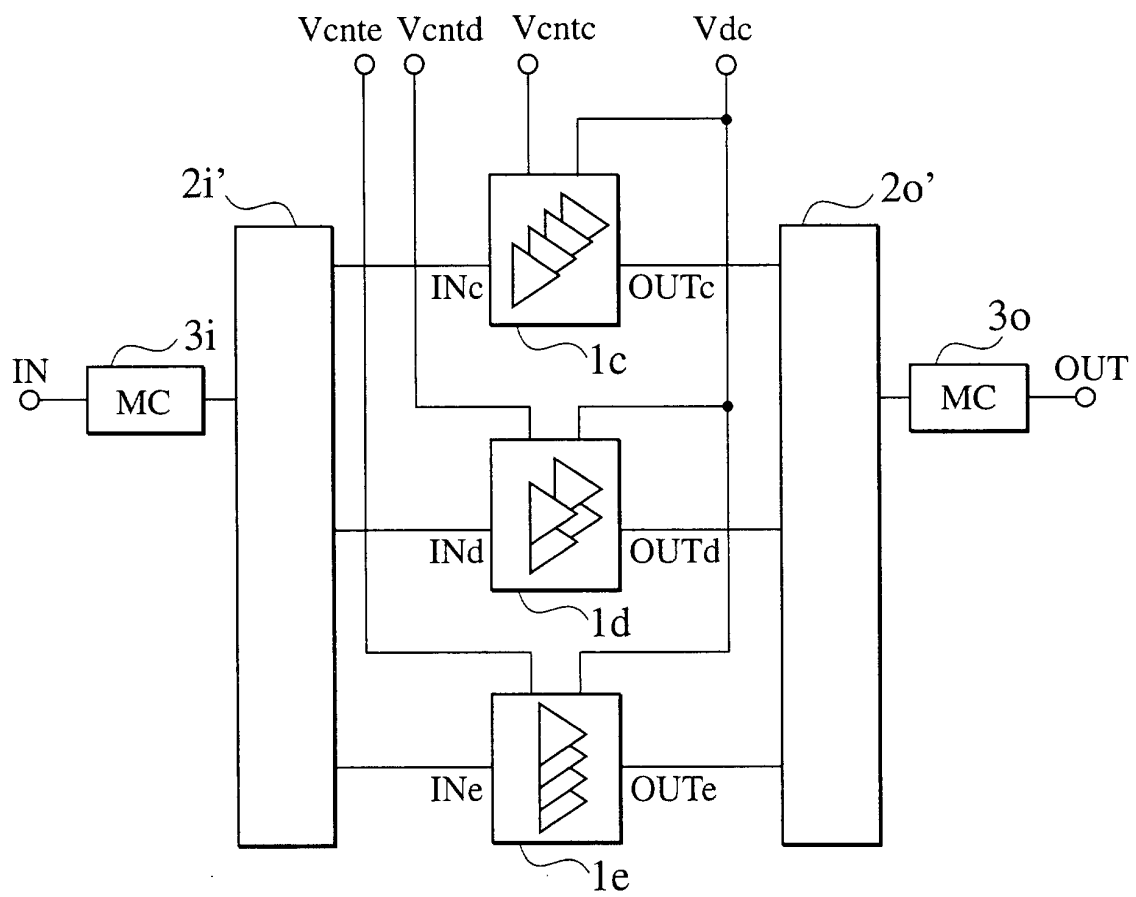 Vcnte Vcntd Vcntc Vdc
2i’ 2o’
INc OUTc
3i 3o
1c
IN MC MC OUT
INd OUTd
1d
INe OUTe
1e